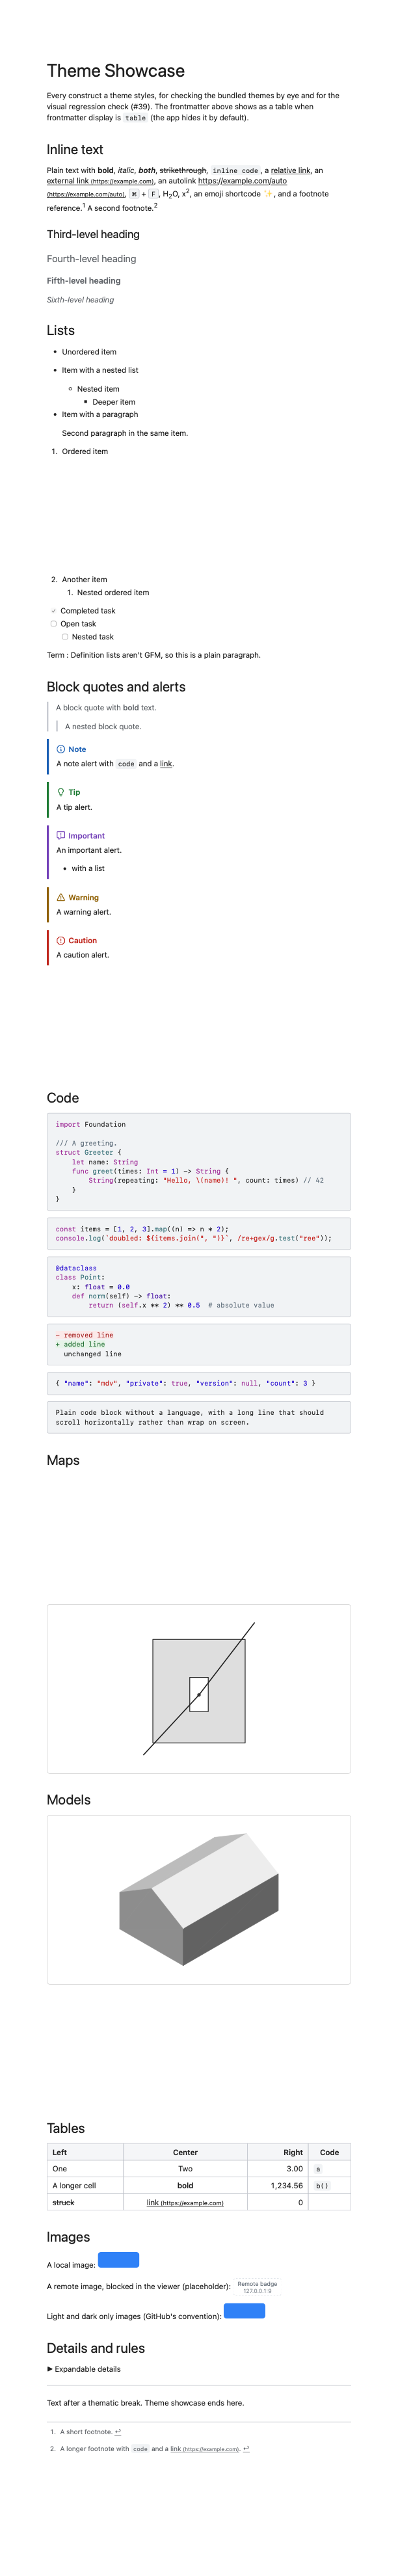 Theme Showcase
Every construct a theme styles, for checking the bundled themes by eye and for the
visual regression check (#39). The frontmatter above shows as a table when
frontmatter display is table (the app hides it by default).
Inline text
Plain text with bold, italic, both, strikethrough, inline code, a relative link, an
external link (https://example.com), an autolink https://example.com/auto
(https://example.com/auto), ⌘ + F, H2O, x2, an emoji shortcode ✨, and a footnote
reference.1 A second footnote.2
Third-level heading
Fourth-level heading
Fifth-level heading
Sixth-level heading
Lists
• Unordered item
• Item with a nested list
◦ Nested item
▪ Deeper item
• Item with a paragraph
Second paragraph in the same item.
1. Ordered item
2. Another item
1. Nested ordered item
Completed task
Open task
Nested task
Term : Definition lists aren't GFM, so this is a plain paragraph.
Block quotes and alerts
A block quote with bold text.
A nested block quote.
Note
A note alert with code and a link.
Tip
A tip alert.
Important
An important alert.
• with a list
Warning
A warning alert.
Caution
A caution alert.
Code
import Foundation
/// A greeting.
struct Greeter {
let name: String
func greet(times: Int = 1) -> String {
String(repeating: "Hello, \(name)! ", count: times) // 42
}
}
const items = [1, 2, 3].map((n) => n * 2);
console.log(`doubled: ${items.join(", ")}`, /re+gex/g.test("ree"));
@dataclass
class Point:
x: float = 0.0
def norm(self) -> float:
return (self.x ** 2) ** 0.5  # absolute value
- removed line
+ added line
unchanged line
{ "name": "mdv", "private": true, "version": null, "count": 3 }
Plain code block without a language, with a long line that should
scroll horizontally rather than wrap on screen.
Maps
Models
Tables
Left Center Right Code
One Two 3.00 a
A longer cell bold 1,234.56 b()
struck link (https://example.com) 0
Images
A local image:
A remote image, blocked in the viewer (placeholder): Remote badge
127.0.0.1:9
Light and dark only images (GitHub's convention):
Details and rules
▶ Expandable details
Text after a thematic break. Theme showcase ends here.
1. A short footnote. ↩
2. A longer footnote with code and a link (https://example.com). ↩